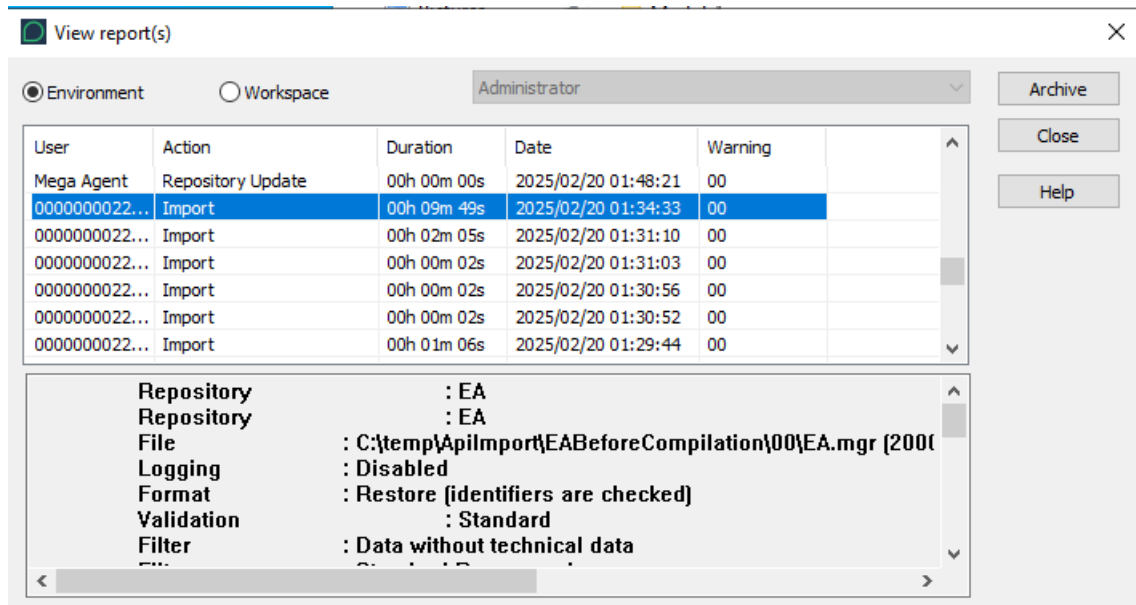 View report(s)
Environment Workspace Administrator Archive
Close
Help
User Action Duration Date Warning
Mega Agent Repository Update 00h 00m 00s 2025/02/20 01:48:21 00
0000000022... Import 00h 09m 49s 2025/02/20 01:34:33 00
0000000022... Import 00h 02m 05s 2025/02/20 01:31:10 00
0000000022... Import 00h 00m 02s 2025/02/20 01:31:03 00
0000000022... Import 00h 00m 02s 2025/02/20 01:30:56 00
0000000022... Import 00h 00m 02s 2025/02/20 01:30:52 00
0000000022... Import 00h 01m 06s 2025/02/20 01:29:44 00
Repository : EA
Repository : EA
File : C:\temp\ApiImport\EABeforeCompilation\00\EA.mgr (200
Logging : Disabled
Format : Restore (identifiers are checked)
Validation : Standard
Filter : Data without technical data